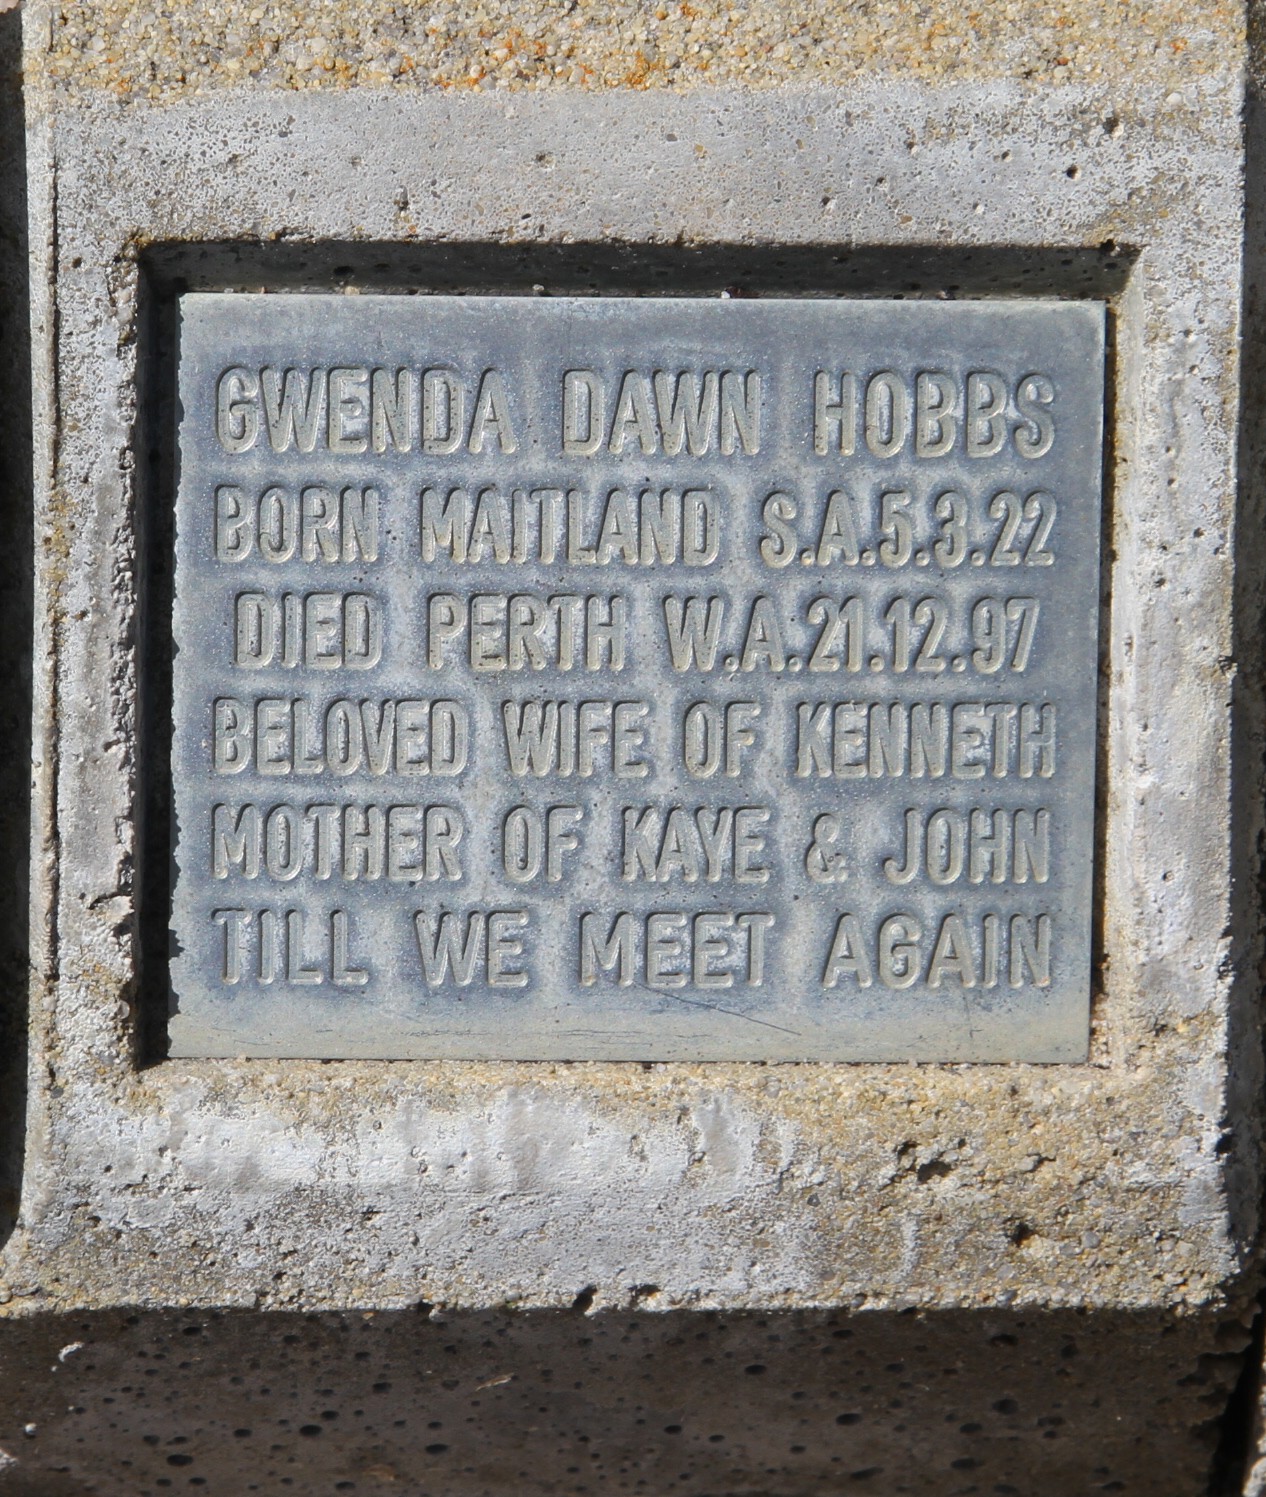 GWENDA DAWN HOBBS
BORN MAITLAND S.A.5.3.22
DIED PERTH W.A.21.12.97
BELOVED WIFE OF KENNETH
MOTHER OF KAYE & JOHN
TILL WE MEET AGAIN